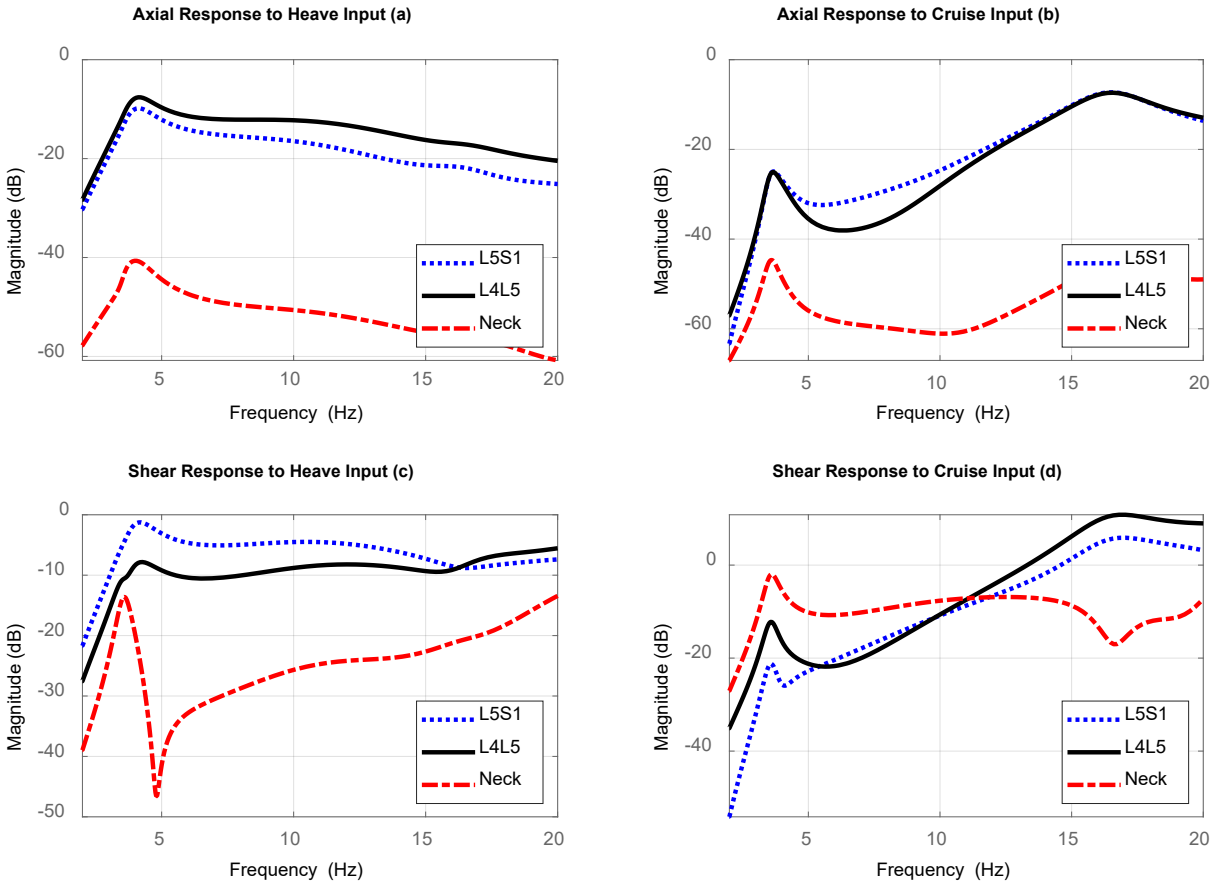 Axial Response to Heave Input (a)
0
-20
-40
-60
Magnitude (dB)
L5S1
L4L5
Neck
5
10
15
20
Frequency (Hz)
Axial Response to Cruise Input (b)
0
-20
-40
-60
Magnitude (dB)
L5S1
L4L5
Neck
5
10
15
20
Frequency (Hz)
Shear Response to Heave Input (c)
0
-10
-20
-30
-40
-50
Magnitude (dB)
L5S1
L4L5
Neck
5
10
15
20
Frequency (Hz)
Shear Response to Cruise Input (d)
0
-20
-40
Magnitude (dB)
L5S1
L4L5
Neck
5
10
15
20
Frequency (Hz)